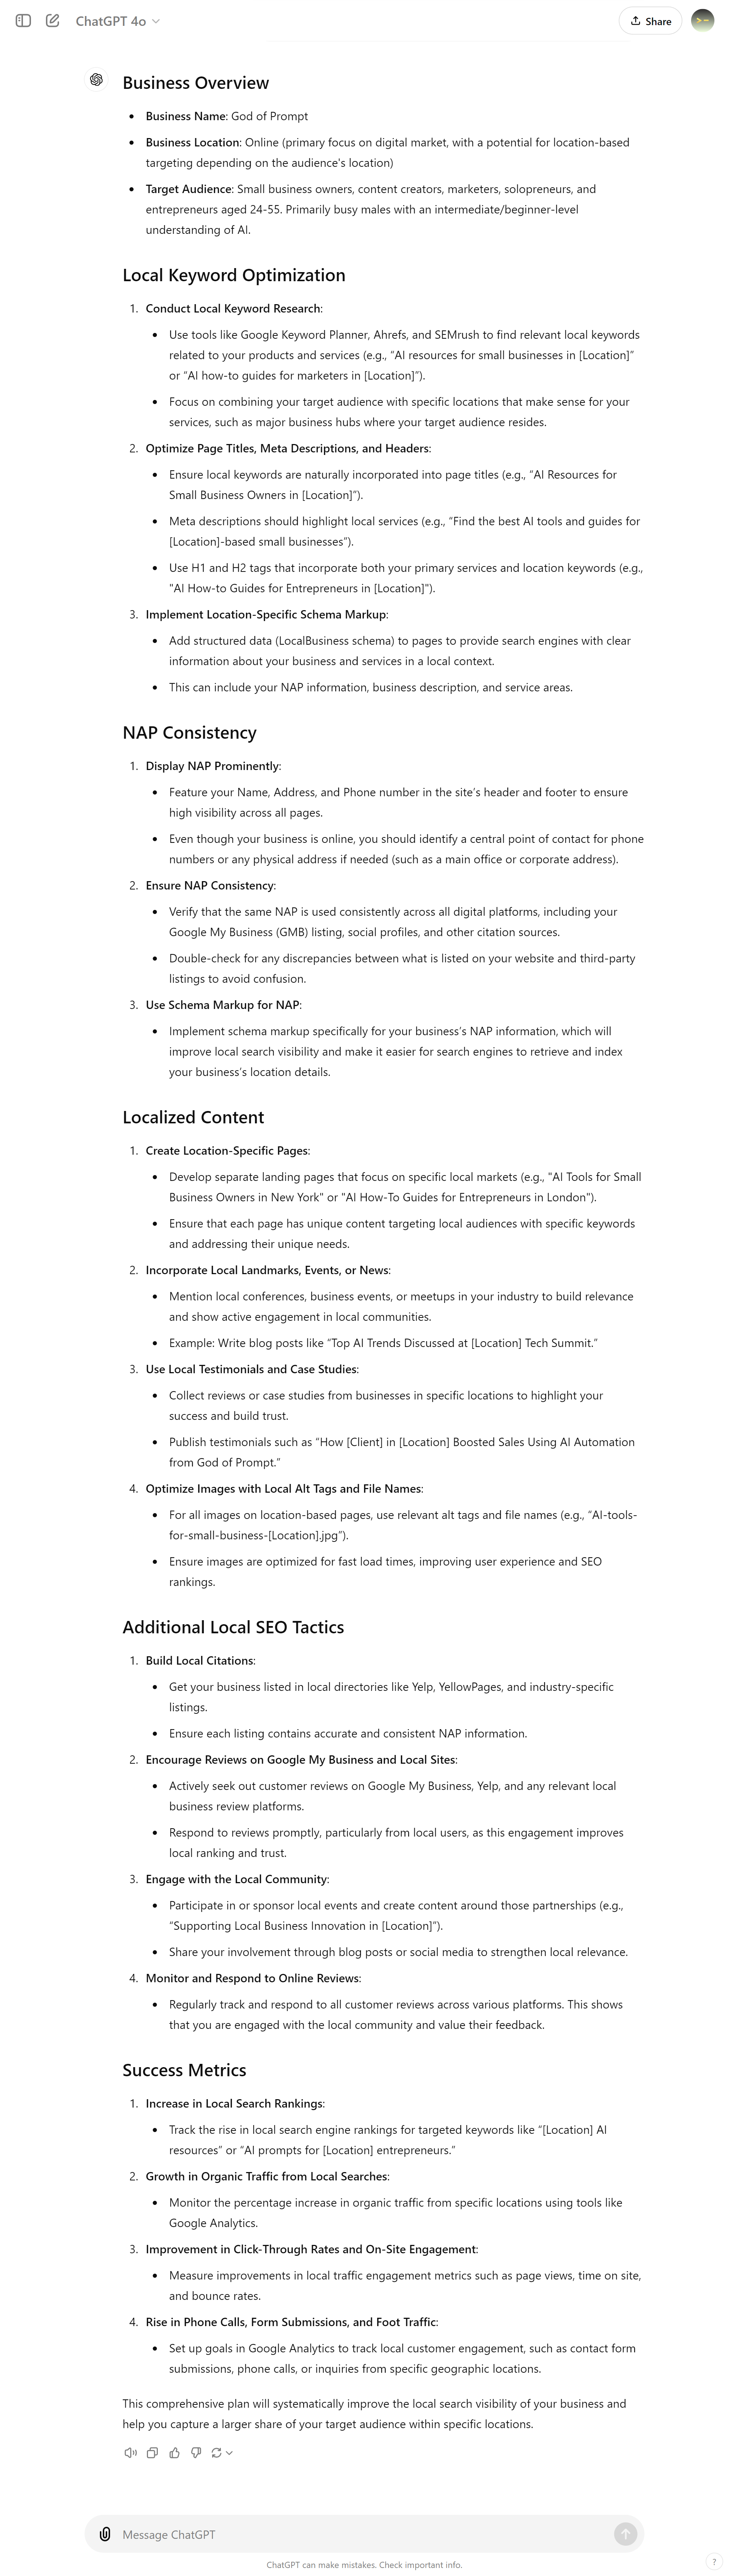 ChatGPT 4o
Share
Business Overview
• Business Name: God of Prompt
• Business Location: Online (primary focus on digital market, with a potential for location-based
targeting depending on the audience's location)
• Target Audience: Small business owners, content creators, marketers, solopreneurs, and
entrepreneurs aged 24-55. Primarily busy males with an intermediate/beginner-level
understanding of AI.
Local Keyword Optimization
1. Conduct Local Keyword Research:
• Use tools like Google Keyword Planner, Ahrefs, and SEMrush to find relevant local keywords
related to your products and services (e.g., “AI resources for small businesses in [Location]”
or “AI how-to guides for marketers in [Location]”).
• Focus on combining your target audience with specific locations that make sense for your
services, such as major business hubs where your target audience resides.
2. Optimize Page Titles, Meta Descriptions, and Headers:
• Ensure local keywords are naturally incorporated into page titles (e.g., “AI Resources for
Small Business Owners in [Location]”).
• Meta descriptions should highlight local services (e.g., “Find the best AI tools and guides for
[Location]-based small businesses”).
• Use H1 and H2 tags that incorporate both your primary services and location keywords (e.g.,
"AI How-to Guides for Entrepreneurs in [Location]").
3. Implement Location-Specific Schema Markup:
• Add structured data (LocalBusiness schema) to pages to provide search engines with clear
information about your business and services in a local context.
• This can include your NAP information, business description, and service areas.
NAP Consistency
1. Display NAP Prominently:
• Feature your Name, Address, and Phone number in the site’s header and footer to ensure
high visibility across all pages.
• Even though your business is online, you should identify a central point of contact for phone
numbers or any physical address if needed (such as a main office or corporate address).
2. Ensure NAP Consistency:
• Verify that the same NAP is used consistently across all digital platforms, including your
Google My Business (GMB) listing, social profiles, and other citation sources.
• Double-check for any discrepancies between what is listed on your website and third-party
listings to avoid confusion.
3. Use Schema Markup for NAP:
• Implement schema markup specifically for your business’s NAP information, which will
improve local search visibility and make it easier for search engines to retrieve and index
your business’s location details.
Localized Content
1. Create Location-Specific Pages:
• Develop separate landing pages that focus on specific local markets (e.g., "AI Tools for Small
Business Owners in New York" or "AI How-To Guides for Entrepreneurs in London").
• Ensure that each page has unique content targeting local audiences with specific keywords
and addressing their unique needs.
2. Incorporate Local Landmarks, Events, or News:
• Mention local conferences, business events, or meetups in your industry to build relevance
and show active engagement in local communities.
• Example: Write blog posts like “Top AI Trends Discussed at [Location] Tech Summit.”
3. Use Local Testimonials and Case Studies:
• Collect reviews or case studies from businesses in specific locations to highlight your
success and build trust.
• Publish testimonials such as “How [Client] in [Location] Boosted Sales Using AI Automation
from God of Prompt.”
4. Optimize Images with Local Alt Tags and File Names:
• For all images on location-based pages, use relevant alt tags and file names (e.g., “AI-tools-
for-small-business-[Location].jpg”).
• Ensure images are optimized for fast load times, improving user experience and SEO
rankings.
Additional Local SEO Tactics
1. Build Local Citations:
• Get your business listed in local directories like Yelp, YellowPages, and industry-specific
listings.
• Ensure each listing contains accurate and consistent NAP information.
2. Encourage Reviews on Google My Business and Local Sites:
• Actively seek out customer reviews on Google My Business, Yelp, and any relevant local
business review platforms.
• Respond to reviews promptly, particularly from local users, as this engagement improves
local ranking and trust.
3. Engage with the Local Community:
• Participate in or sponsor local events and create content around those partnerships (e.g.,
“Supporting Local Business Innovation in [Location]”).
• Share your involvement through blog posts or social media to strengthen local relevance.
4. Monitor and Respond to Online Reviews:
• Regularly track and respond to all customer reviews across various platforms. This shows
that you are engaged with the local community and value their feedback.
Success Metrics
1. Increase in Local Search Rankings:
• Track the rise in local search engine rankings for targeted keywords like “[Location] AI
resources” or “AI prompts for [Location] entrepreneurs.”
2. Growth in Organic Traffic from Local Searches:
• Monitor the percentage increase in organic traffic from specific locations using tools like
Google Analytics.
3. Improvement in Click-Through Rates and On-Site Engagement:
• Measure improvements in local traffic engagement metrics such as page views, time on site,
and bounce rates.
4. Rise in Phone Calls, Form Submissions, and Foot Traffic:
• Set up goals in Google Analytics to track local customer engagement, such as contact form
submissions, phone calls, or inquiries from specific geographic locations.
This comprehensive plan will systematically improve the local search visibility of your business and
help you capture a larger share of your target audience within specific locations.
Message ChatGPT
ChatGPT can make mistakes. Check important info.
?